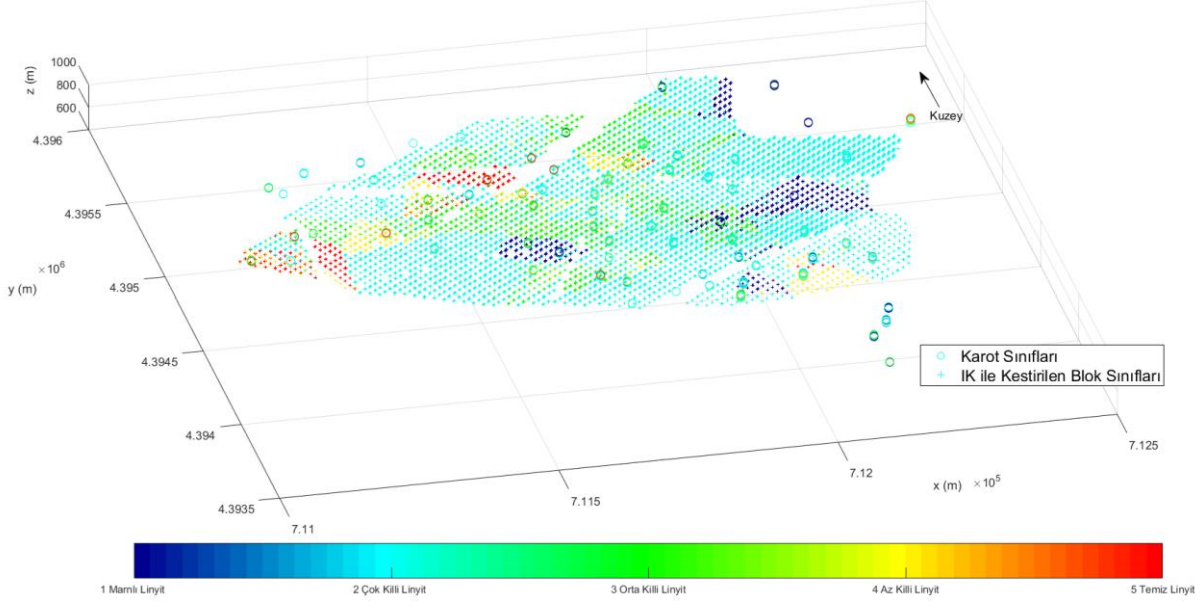 z (m)
1000
800
600
4.396
4.3955
4.395
4.3945
4.394
4.3935
× 10⁶
y (m)
Kuzey
Karot Sınıfları
IK ile Kestirilen Blok Sınıfları
7.125
7.12
7.115
7.11
x (m) × 10⁵
1 Marnlı Linyit
2 Çok Killi Linyit
3 Orta Killi Linyit
4 Az Killi Linyit
5 Temiz Linyit